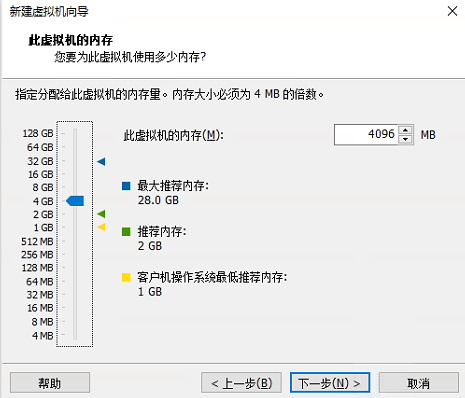 新建虚拟机向导
此虚拟机的内存
您要为此虚拟机使用多少内存?
指定分配给此虚拟机的内存量。内存大小必须为 4 MB 的倍数。
128 GB
64 GB
32 GB
16 GB
8 GB
4 GB
2 GB
1 GB
512 MB
256 MB
128 MB
64 MB
32 MB
16 MB
8 MB
4 MB
此虚拟机的内存(M):
4096 MB
最大推荐内存:
28.0 GB
推荐内存:
2 GB
客户机操作系统最低推荐内存:
1 GB
帮助
< 上一步(B)
下一步(N) >
取消